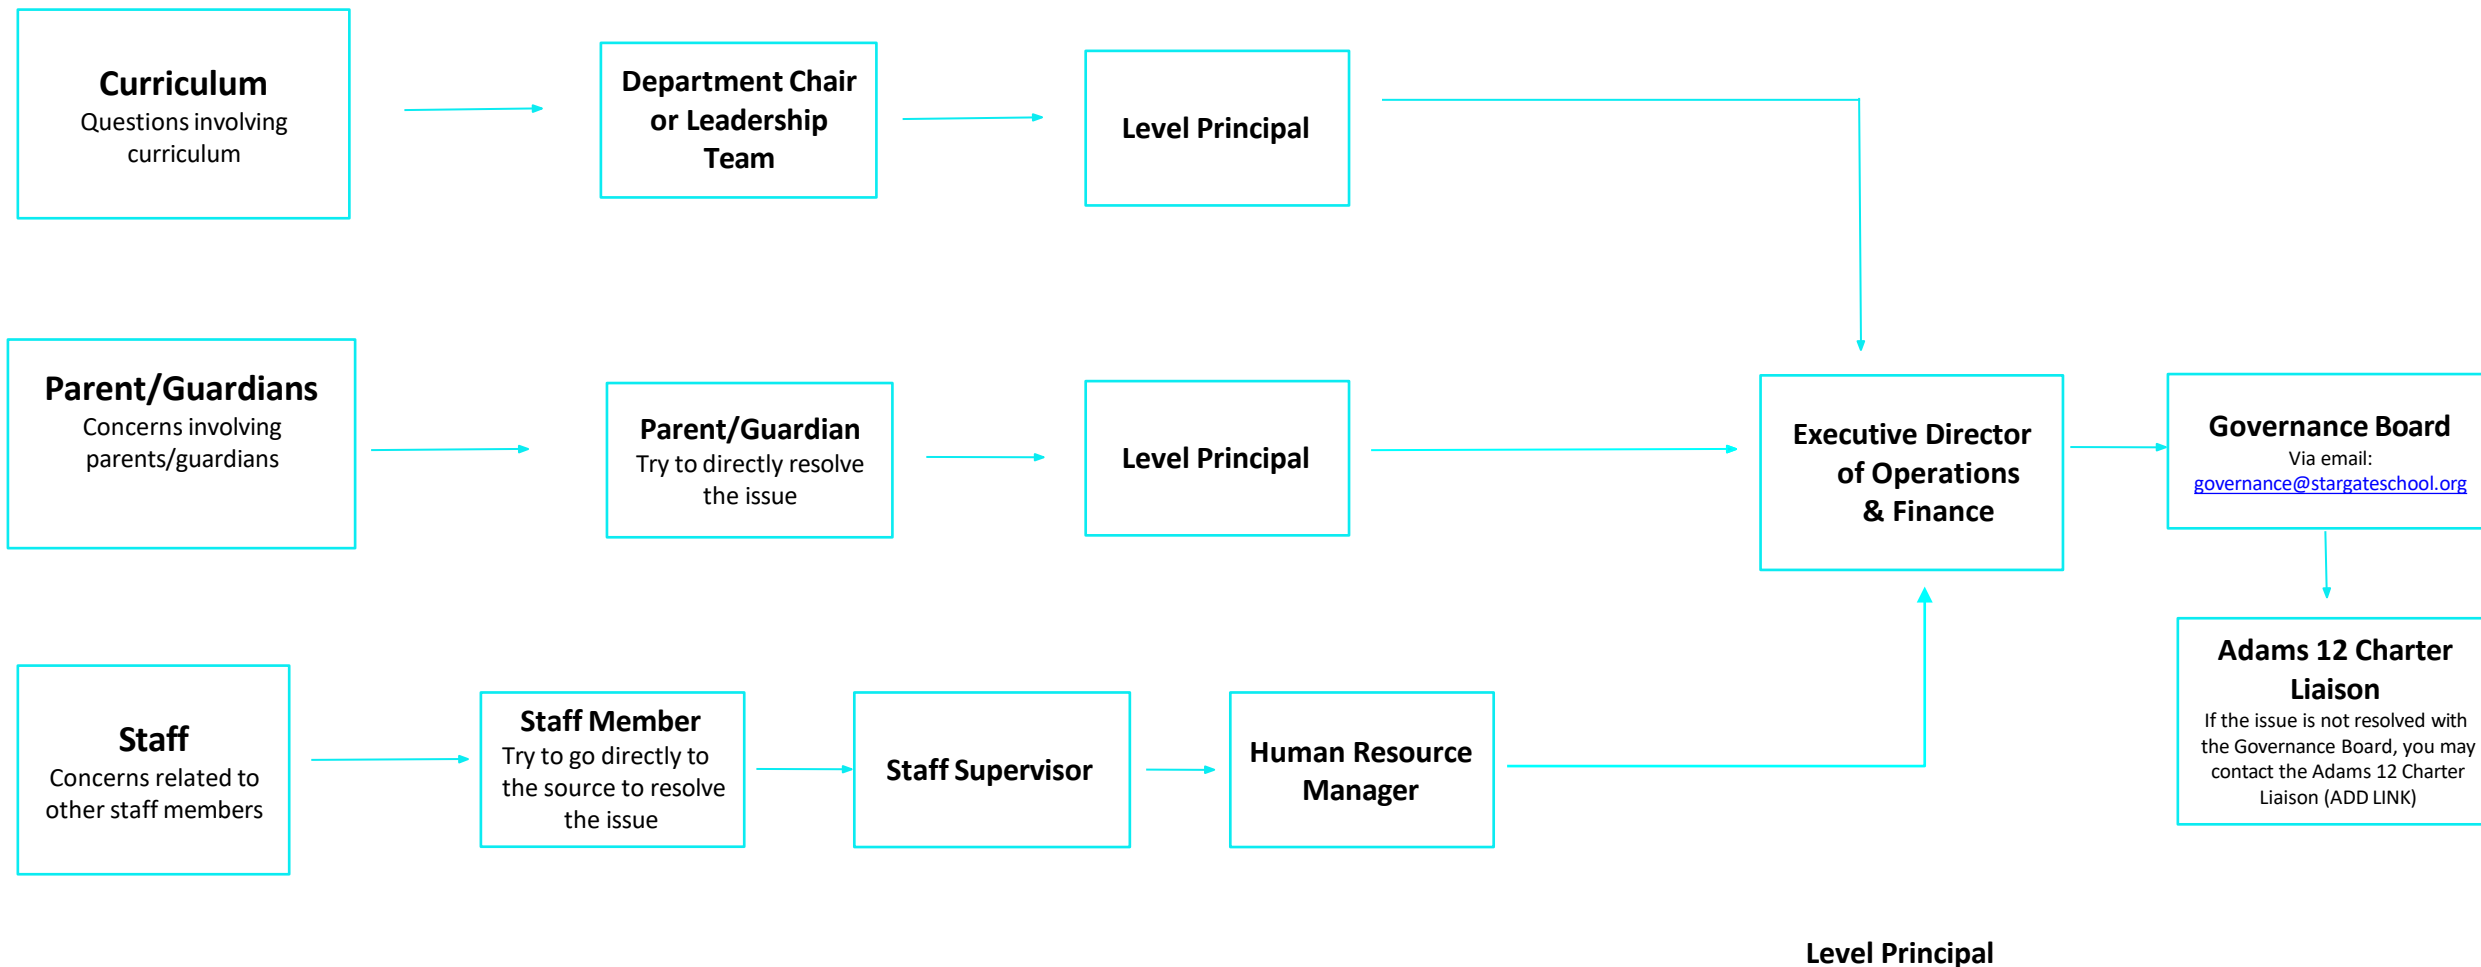 Curriculum
Questions involving
curriculum
Department Chair
or Leadership
Team
Level Principal
Parent/Guardians
Concerns involving
parents/guardians
Parent/Guardian
Try to directly resolve
the issue
Level Principal
Executive Director
of Operations
& Finance
Governance Board
Via email:
governance@stargateschool.org
Adams 12 Charter
Liaison
If the issue is not resolved with
the Governance Board, you may
contact the Adams 12 Charter
Liaison (ADD LINK)
Staff
Concerns related to
other staff members
Staff Member
Try to go directly to
the source to resolve
the issue
Staff Supervisor
Human Resource
Manager
Level Principal